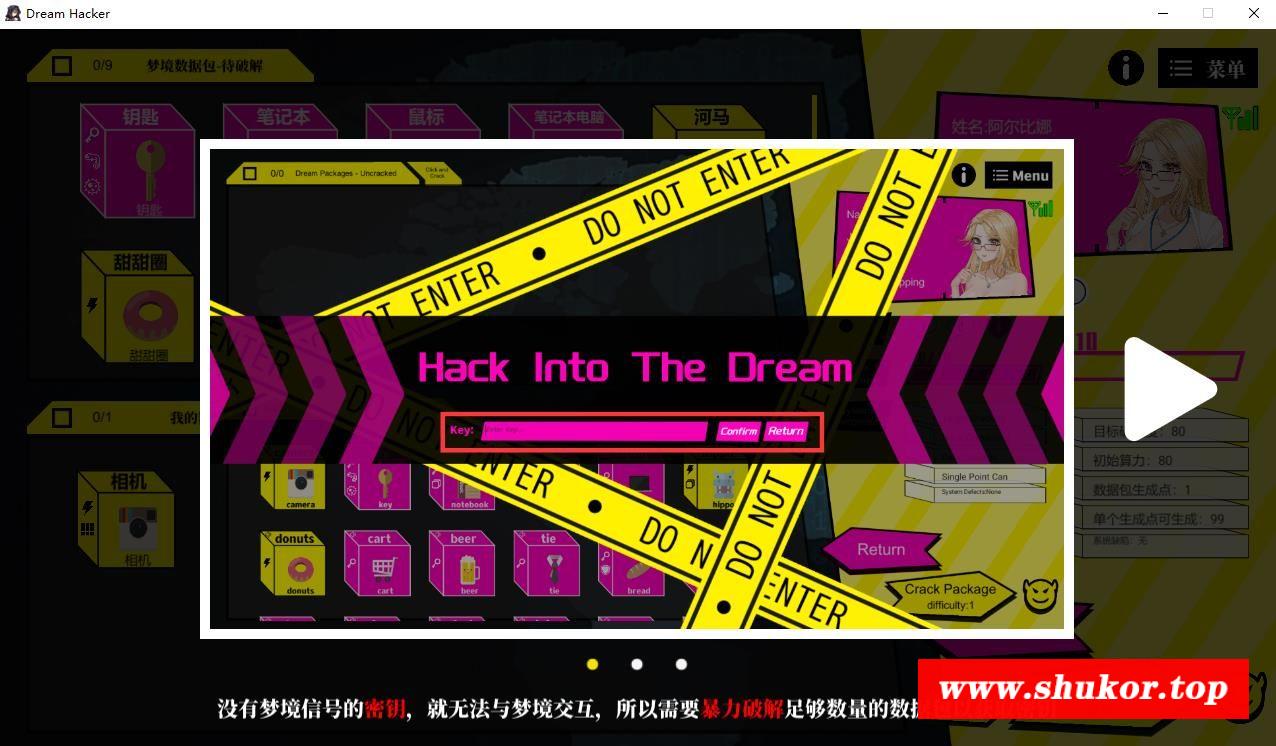 Dream Hacker
0/9 梦境数据包-待破解
菜单
钥匙
笔记本
鼠标
笔记本电脑
河马
姓名:阿尔比娜
钥匙
0/0 Dream Packages - Uncracked
Click and
Crack
Menu
DO NOT ENTER
DO NOT
ENTER
pping
甜甜圈
甜甜圈
Hack Into The Dream
Key:
Confirm
Return
0/1
相机
相机
ENTER
DO NOT
DO N
ENTER
camera
key
notebook
hippo
Single Point Can
System Defects:None
donuts
cart
beer
tie
donuts
cart
beer
tie
bread
Return
Crack Package
difficulty:1
80
初始算力: 80
数据包生成点: 1
单个生成点可生成: 99
系统缺陷: 无
没有梦境信号的密钥，就无法与梦境交互，所以需要暴力破解足够数量的数据
www.shukor.top